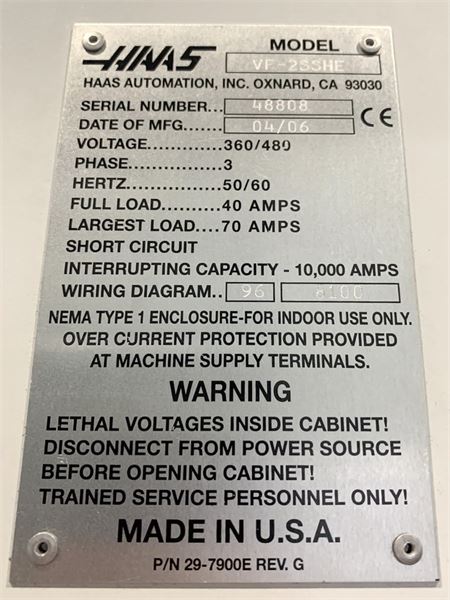 HAAS MODEL VF-2SSHE
HAAS AUTOMATION, INC. OXNARD, CA 93030
SERIAL NUMBER... 48808
DATE OF MFG....... 04/06 CE
VOLTAGE............360/480
PHASE................3
HERTZ................50/60
FULL LOAD..........40 AMPS
LARGEST LOAD....70 AMPS
SHORT CIRCUIT
INTERRUPTING CAPACITY - 10,000 AMPS
WIRING DIAGRAM.. 96 8100
NEMA TYPE 1 ENCLOSURE-FOR INDOOR USE ONLY.
OVER CURRENT PROTECTION PROVIDED
AT MACHINE SUPPLY TERMINALS.
WARNING
LETHAL VOLTAGES INSIDE CABINET!
DISCONNECT FROM POWER SOURCE
BEFORE OPENING CABINET!
TRAINED SERVICE PERSONNEL ONLY!
MADE IN U.S.A.
P/N 29-7900E REV. G